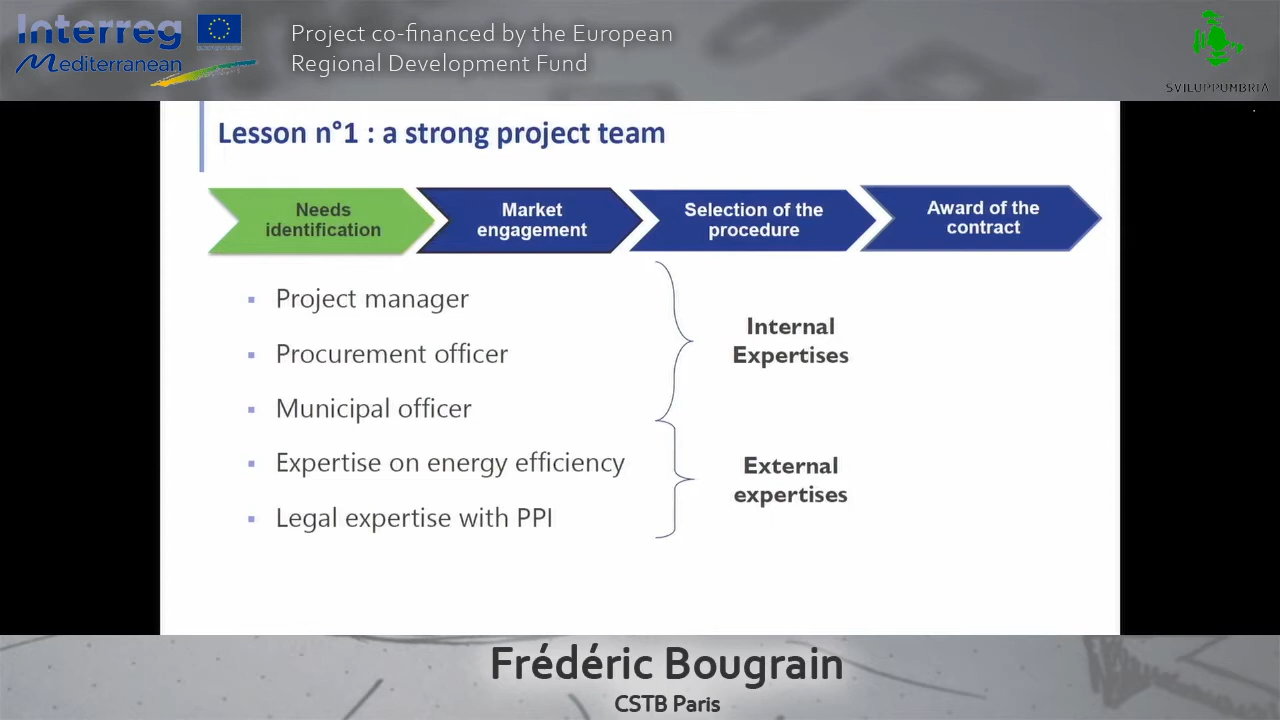 Interreg
Mediterranean
Project co-financed by the European
Regional Development Fund
SVILUPPUMBRIA
Lesson n°1 : a strong project team
Needs
identification
Market
engagement
Selection of the
procedure
Award of the
contract
▪ Project manager
▪ Procurement officer
▪ Municipal officer
▪ Expertise on energy efficiency
▪ Legal expertise with PPI
Internal
Expertises
External
expertises
Frédéric Bougrain
CSTB Paris